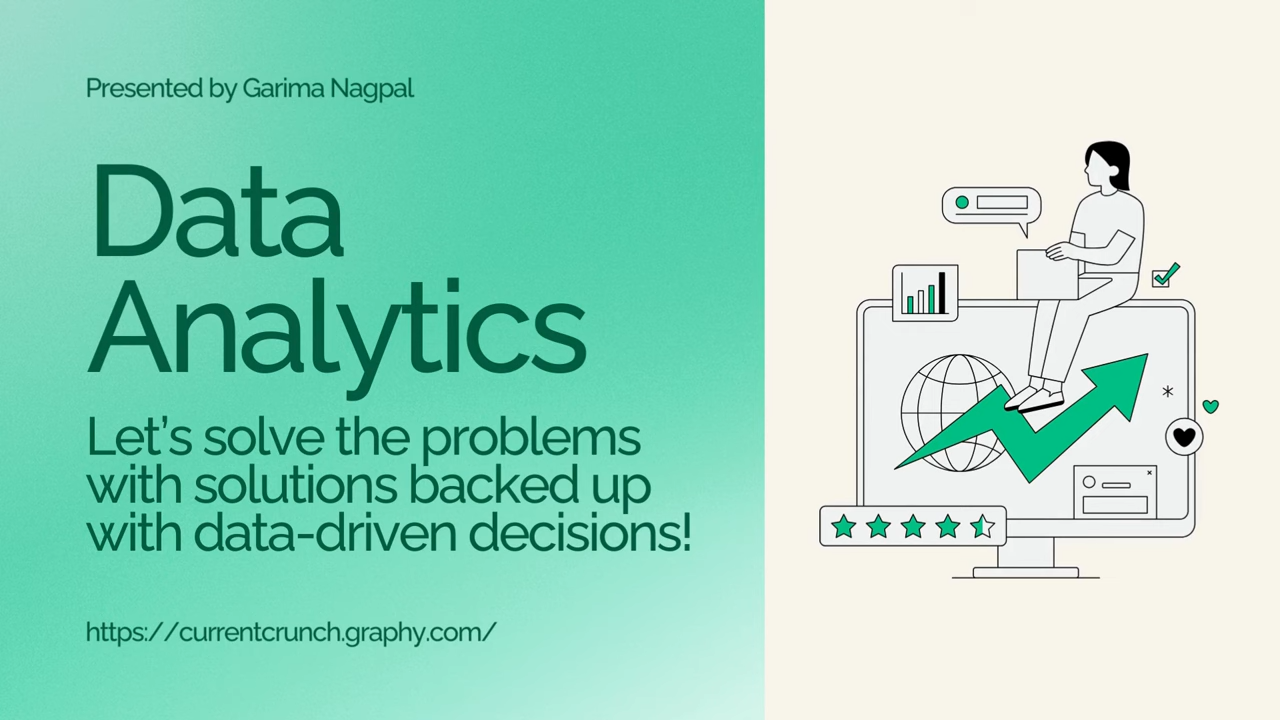 Presented by Garima Nagpal
Data
Analytics
Let’s solve the problems
with solutions backed up
with data-driven decisions!
https://currentcrunch.graphy.com/